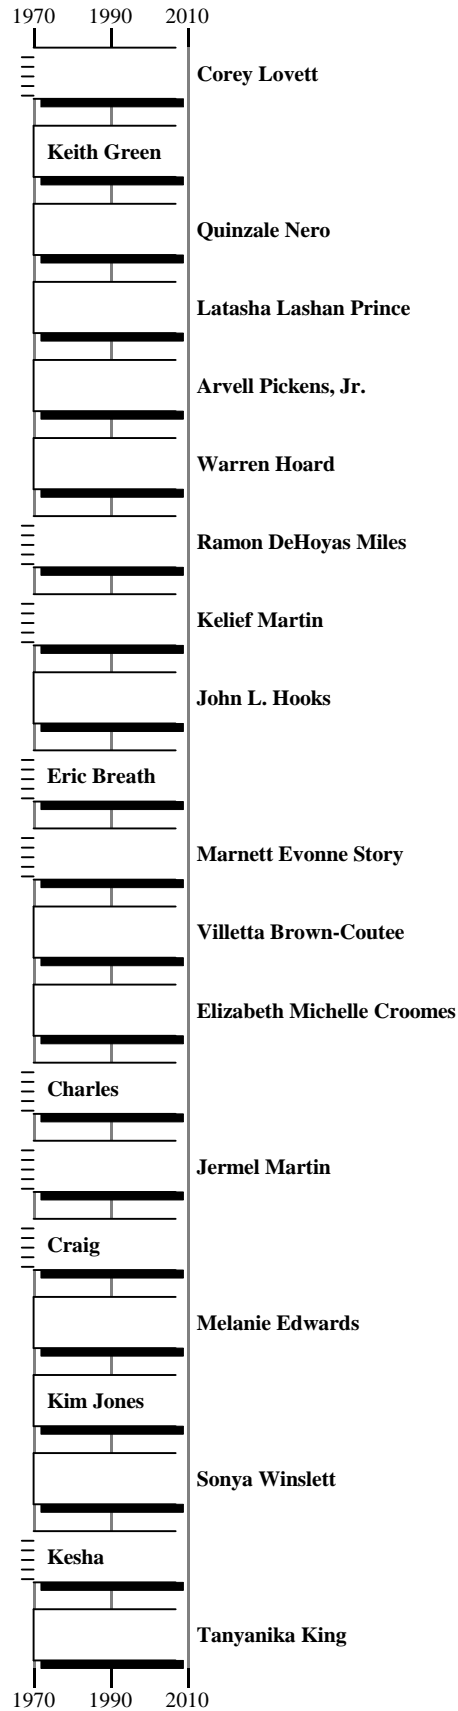 1970 1990 2010
Corey Lovett
Keith Green
Quinzale Nero
Latasha Lashan Prince
Arvell Pickens, Jr.
Warren Hoard
Ramon DeHoyas Miles
Kelief Martin
John L. Hooks
Eric Breath
Marnett Evonne Story
Villetta Brown-Coutee
Elizabeth Michelle Croomes
Charles
Jermel Martin
Craig
Melanie Edwards
Kim Jones
Sonya Winslett
Kesha
Tanyanika King
1970 1990 2010